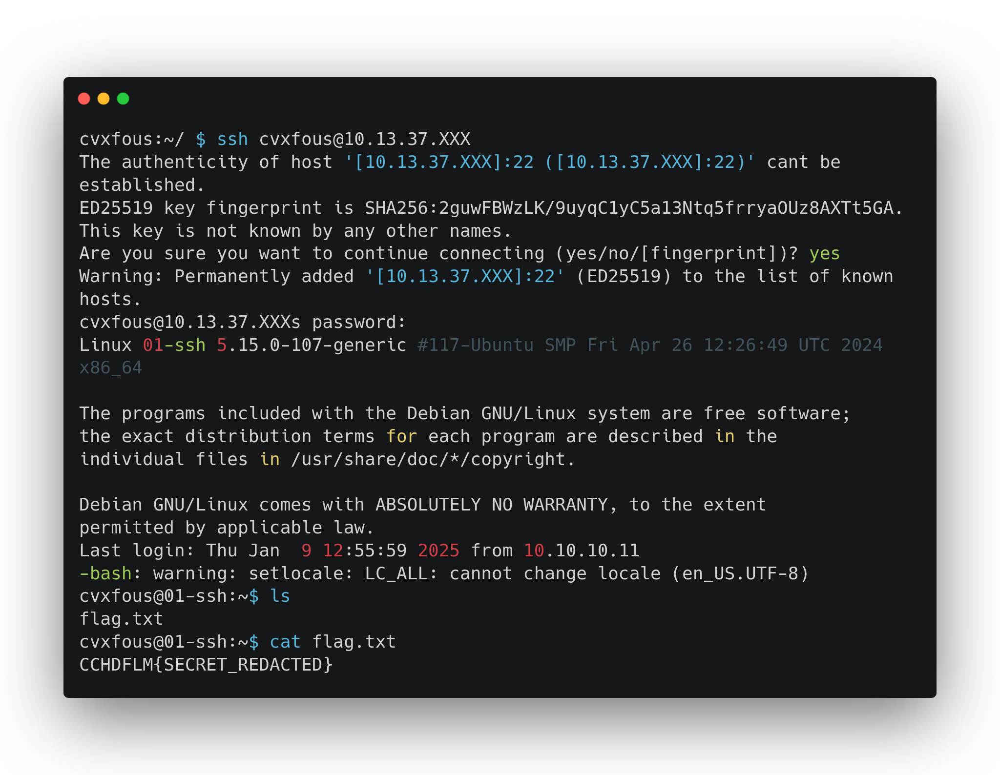 cvxfous:~/ $ ssh cvxfous@10.13.37.XXX
The authenticity of host '[10.13.37.XXX]:22 ([10.13.37.XXX]:22)' cant be
established.
ED25519 key fingerprint is SHA256:2guwFBWzLK/9uyqC1yC5a13Ntq5frryaOUz8AXTt5GA.
This key is not known by any other names.
Are you sure you want to continue connecting (yes/no/[fingerprint])? yes
Warning: Permanently added '[10.13.37.XXX]:22' (ED25519) to the list of known
hosts.
cvxfous@10.13.37.XXXs password:
Linux 01-ssh 5.15.0-107-generic #117-Ubuntu SMP Fri Apr 26 12:26:49 UTC 2024
x86_64

The programs included with the Debian GNU/Linux system are free software;
the exact distribution terms for each program are described in the
individual files in /usr/share/doc/*/copyright.

Debian GNU/Linux comes with ABSOLUTELY NO WARRANTY, to the extent
permitted by applicable law.
Last login: Thu Jan  9 12:55:59 2025 from 10.10.10.11
-bash: warning: setlocale: LC_ALL: cannot change locale (en_US.UTF-8)
cvxfous@01-ssh:~$ ls
flag.txt
cvxfous@01-ssh:~$ cat flag.txt
CCHDFLM{SECRET_REDACTED}